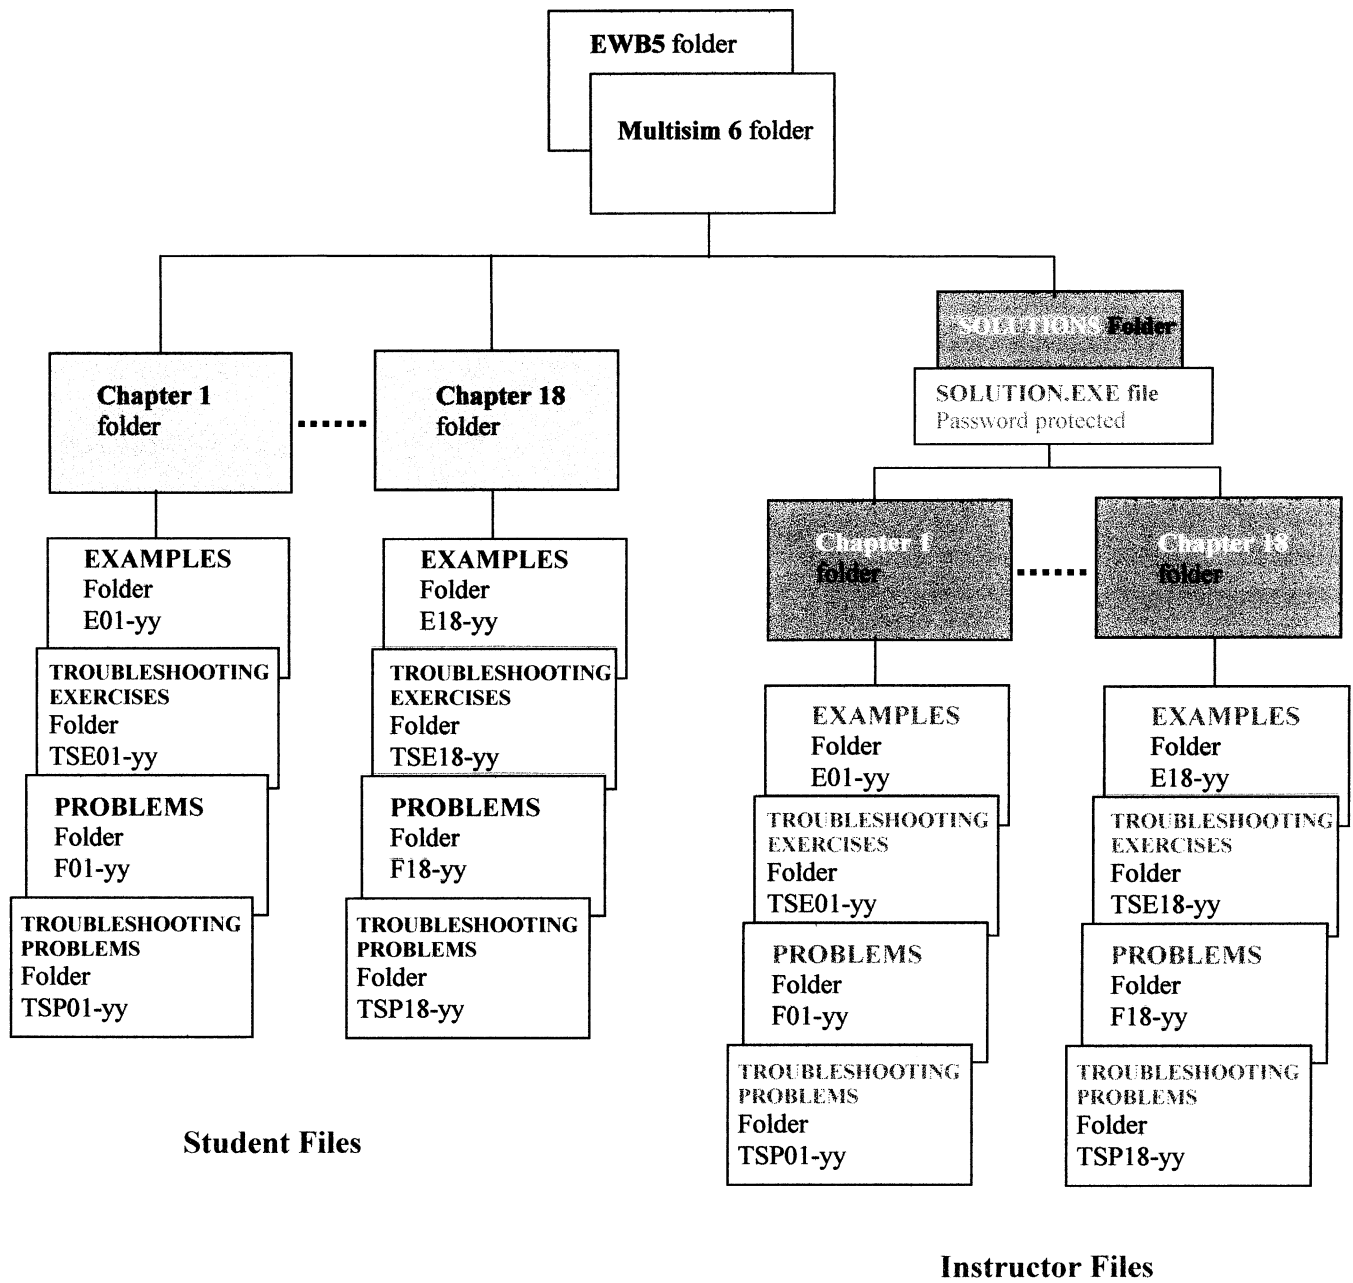 EWB5 folder
Multisim 6 folder
SOLUTIONS Folder
SOLUTION.EXE file
Password protected
Chapter 1
folder
Chapter 18
folder
EXAMPLES
Folder
E01-yy
TROUBLESHOOTING
EXERCISES
Folder
TSE01-yy
PROBLEMS
Folder
F01-yy
TROUBLESHOOTING
PROBLEMS
Folder
TSP01-yy
EXAMPLES
Folder
E18-yy
TROUBLESHOOTING
EXERCISES
Folder
TSE18-yy
PROBLEMS
Folder
F18-yy
TROUBLESHOOTING
PROBLEMS
Folder
TSP18-yy
Student Files
Chapter 1
folder
Chapter 18
folder
EXAMPLES
Folder
E01-yy
TROUBLESHOOTING
EXERCISES
Folder
TSE01-yy
PROBLEMS
Folder
F01-yy
TROUBLESHOOTING
PROBLEMS
Folder
TSP01-yy
EXAMPLES
Folder
E18-yy
TROUBLESHOOTING
EXERCISES
Folder
TSE18-yy
PROBLEMS
Folder
F18-yy
TROUBLESHOOTING
PROBLEMS
Folder
TSP18-yy
Instructor Files